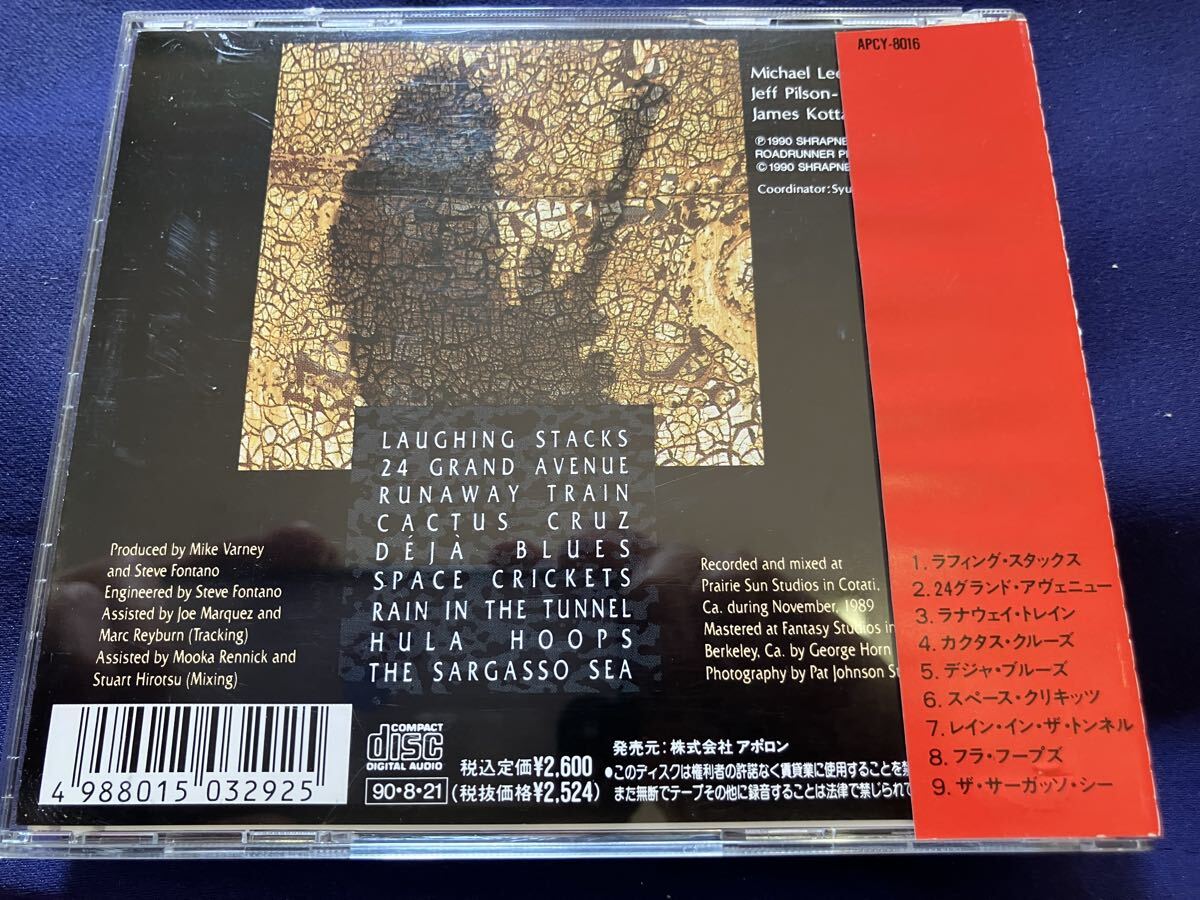 APCY-8016
Michael Lee
Jeff Pilson-
James Kotta
Ⓟ1990 SHRAPNE
ROADRUNNER P
©1990 SHRAPNE
Coordinator:Syu
LAUGHING STACKS
24 GRAND AVENUE
RUNAWAY TRAIN
CACTUS CRUZ
DÉJÀ BLUES
SPACE CRICKETS
RAIN IN THE TUNNEL
HULA HOOPS
THE SARGASSO SEA
Produced by Mike Varney
and Steve Fontano
Engineered by Steve Fontano
Assisted by Joe Marquez and
Marc Reyburn (Tracking)
Assisted by Mooka Rennick and
Stuart Hirotsu (Mixing)
Recorded and mixed at
Prairie Sun Studios in Cotati,
Ca. during November, 1989
Mastered at Fantasy Studios in
Berkeley, Ca. by George Horn
Photography by Pat Johnson St
1. ラフィング・スタックス
2. 24グランド・アヴェニュー
3. ラナウェイ・トレイン
4. カクタス・クルーズ
5. デジャ・ブルーズ
6. スペース・クリキッツ
7. レイン・イン・ザ・トンネル
8. フラ・フープズ
9. ザ・サーガッソ・シー
4 988015 032925
COMPACT
disc
DIGITAL AUDIO
90・8・21
税込定価¥2,600
(税抜価格¥2,524)
発売元:株式会社 アポロン
●このディスクは権利者の許諾なく賃貸業に使用することを禁
また無断でテープその他に録音することは法律で禁じられて